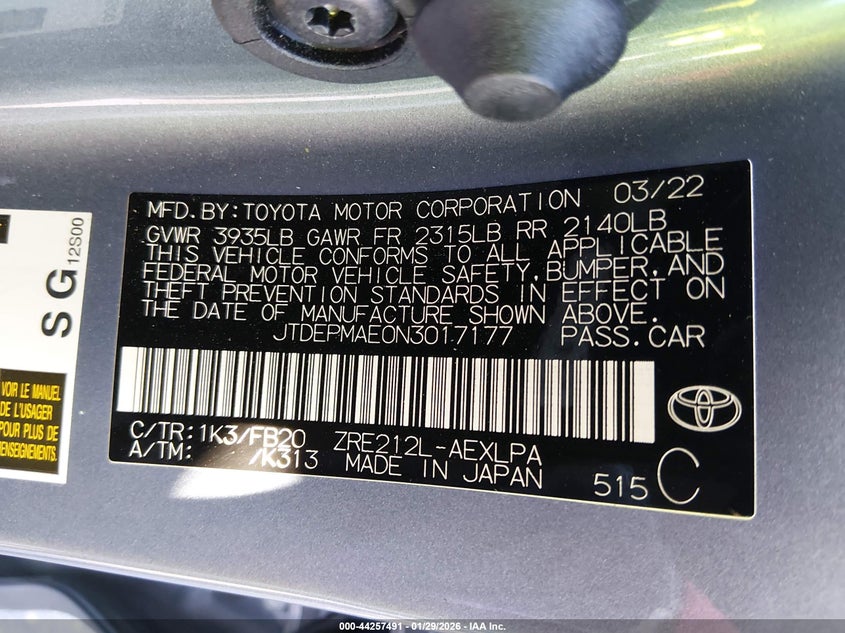 MFD.BY:TOYOTA MOTOR CORPORATION 03/22
GVWR 3935LB GAWR FR 2315LB RR 2140LB
THIS VEHICLE CONFORMS TO ALL APPLICABLE
FEDERAL MOTOR VEHICLE SAFETY,BUMPER,AND
THEFT PREVENTION STANDARDS IN EFFECT ON
THE DATE OF MANUFACTURE SHOWN ABOVE.
JTDEPMAE0N3017177 PASS.CAR
C/TR:1K3/FB20 ZRE212L-AEXLPA
A/TM: /K313 MADE IN JAPAN
515 C
SG 12S00
VOIR LE MANUEL
DE L'USAGER
POUR PLUS DE
RENSEIGNEMENTS.
000-44257491 - 01/29/2026 - IAA Inc.